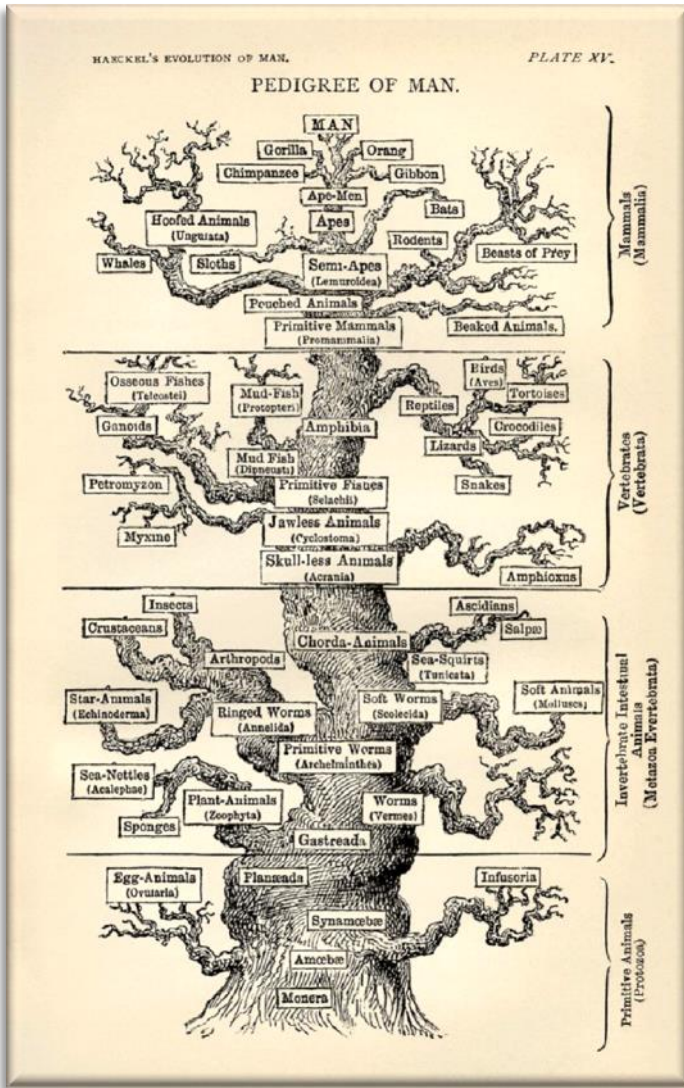 HAECKEL'S EVOLUTION OF MAN.
PLATE XV.
PEDIGREE OF MAN.
MAN
Gorilla
Orang
Chimpanzee
Gibbon
Ape-Men
Bats
Hoofed Animals
(Ungulata)
Apes
Rodents
Beasts of Prey
Whales
Sloths
Semi-Apes
(Lemuroidea)
Pouched Animals
Primitive Mammals
(Promammalia)
Beaked Animals.
Mammals
(Mammalia)
Osseous Fishes
(Teleostei)
Mud-Fish
(Protopteri)
Birds
(Aves)
Tortoises
Reptiles
Ganoids
Amphibia
Crocodiles
Lizards
Mud Fish
(Dipneusti)
Petromyzon
Primitive Fishes
(Selachii)
Snakes
Myxine
Jawless Animals
(Cyclostoma)
Skull-less Animals
(Acrania)
Amphioxus
Vertebrates
(Vertebrata)
Insects
Ascidians
Crustaceans
Salpæ
Chorda-Animals
Arthropods
Sea-Squirts
(Tunicata)
Star-Animals
(Echinoderma)
Ringed Worms
(Annelida)
Soft Worms
(Scolecida)
Soft Animals
(Mollusca)
Primitive Worms
(Archelminthes)
Sea-Nettles
(Acalephae)
Plant-Animals
(Zoophyta)
Worms
(Vermes)
Sponges
Gastreada
Invertebrate Intestinal
Animals
(Metazoa Evertebrata)
Egg-Animals
(Ovularia)
Planæada
Infusoria
Synamœbæ
Amœbæ
Monera
Primitive Animals
(Protozoa)